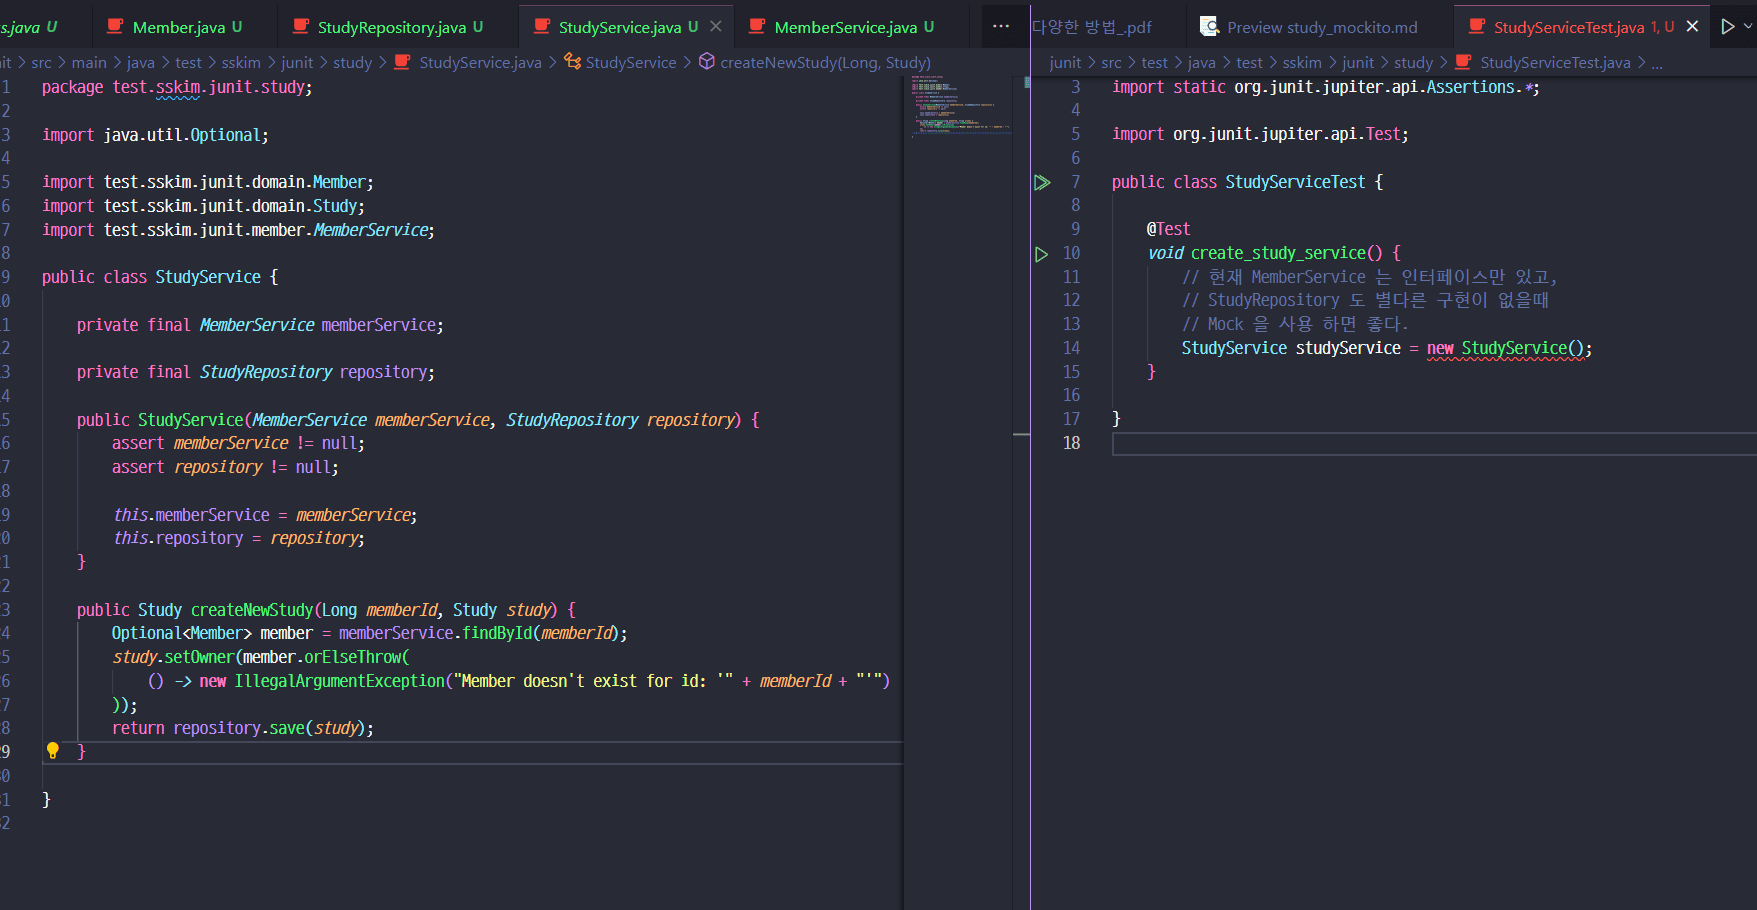 s.java U
Member.java U
StudyRepository.java U
StudyService.java U
MemberService.java U
...
다양한 방법_.pdf
Preview study_mockito.md
StudyServiceTest.java 1, U
it > src > main > java > test > sskim > junit > study > StudyService.java > StudyService > createNewStudy(Long, Study)
1 package test.sskim.junit.study;
2
3 import java.util.Optional;
4
5 import test.sskim.junit.domain.Member;
6 import test.sskim.junit.domain.Study;
7 import test.sskim.junit.member.MemberService;
8
9 public class StudyService {
0
1 private final MemberService memberService;
2
3 private final StudyRepository repository;
4
5 public StudyService(MemberService memberService, StudyRepository repository) {
6 assert memberService != null;
7 assert repository != null;
8
9 this.memberService = memberService;
0 this.repository = repository;
1 }
2
3 public Study createNewStudy(Long memberId, Study study) {
4 Optional<Member> member = memberService.findById(memberId);
5 study.setOwner(member.orElseThrow(
6 () -> new IllegalArgumentException("Member doesn't exist for id: '" + memberId + "'")
7 ));
8 return repository.save(study);
9 }
0
1 }
2
junit > src > test > java > test > sskim > junit > study > StudyServiceTest.java > ...
3 import static org.junit.jupiter.api.Assertions.*;
4
5 import org.junit.jupiter.api.Test;
6
7 public class StudyServiceTest {
8
9 @Test
10 void create_study_service() {
11 // 현재 MemberService 는 인터페이스만 있고,
12 // StudyRepository 도 별다른 구현이 없을때
13 // Mock 을 사용 하면 좋다.
14 StudyService studyService = new StudyService();
15 }
16
17 }
18